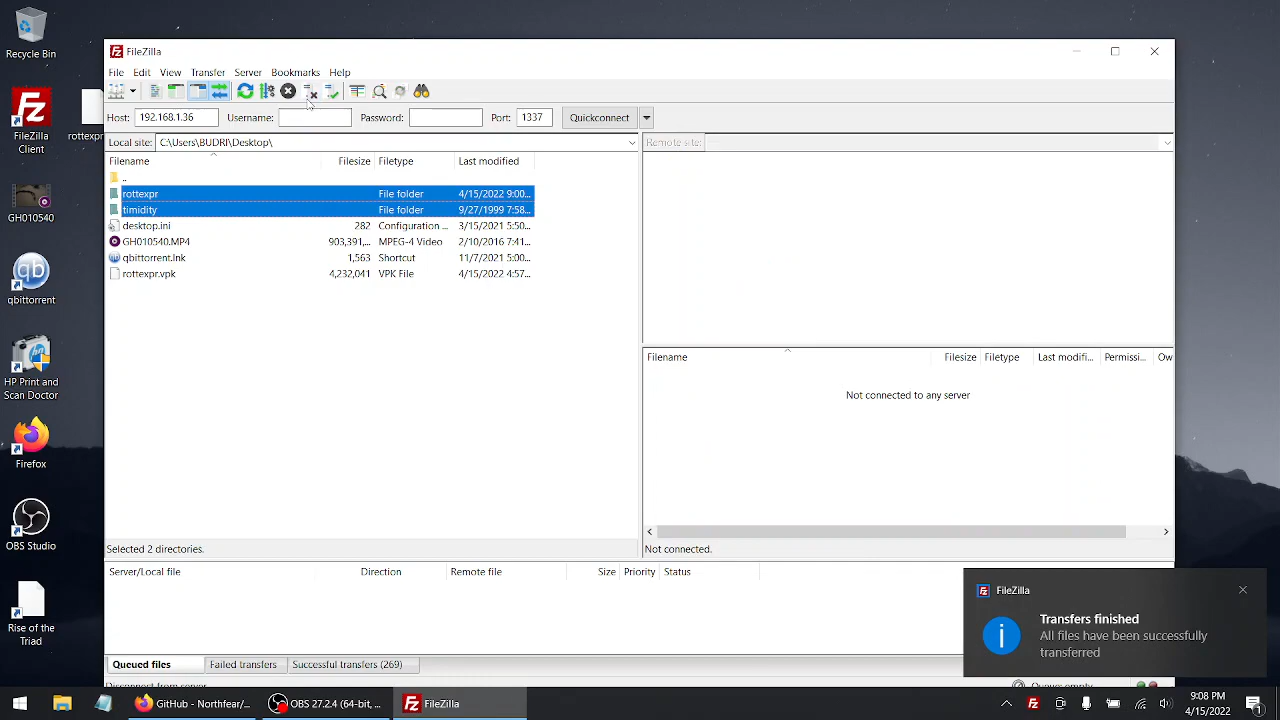 Recycle Bin
FileZilla Client
rottexpr
GH010540
qbittorrent
HP Print and Scan Doctor
Firefox
OBS Studio
Rise of the Triad
FileZilla
File Edit View Transfer Server Bookmarks Help
Host: 192.168.1.36 Username: Password: Port: 1337 Quickconnect
Local site: C:\Users\BUDRI\Desktop\
Remote site:
Filename Filesize Filetype Last modified
..
rottexpr File folder 4/15/2022 9:00...
timidity File folder 9/27/1999 7:58...
desktop.ini 282 Configuration ... 3/15/2021 5:50...
GH010540.MP4 903,391,... MPEG-4 Video 2/10/2016 7:41...
qbittorrent.lnk 1,563 Shortcut 11/7/2021 5:00...
rottexpr.vpk 4,232,041 VPK File 4/15/2022 4:57...
Filename Filesize Filetype Last modifi... Permissi... Ow
Not connected to any server
Selected 2 directories.
Not connected.
Server/Local file Direction Remote file Size Priority Status
FileZilla
Transfers finished
All files have been successfully
transferred
Queued files Failed transfers Successful transfers (269)
Disconnect from server Queue: empty
GitHub - Northfear/... OBS 27.2.4 (64-bit, ... FileZilla
9:08 PM
4/15/2022